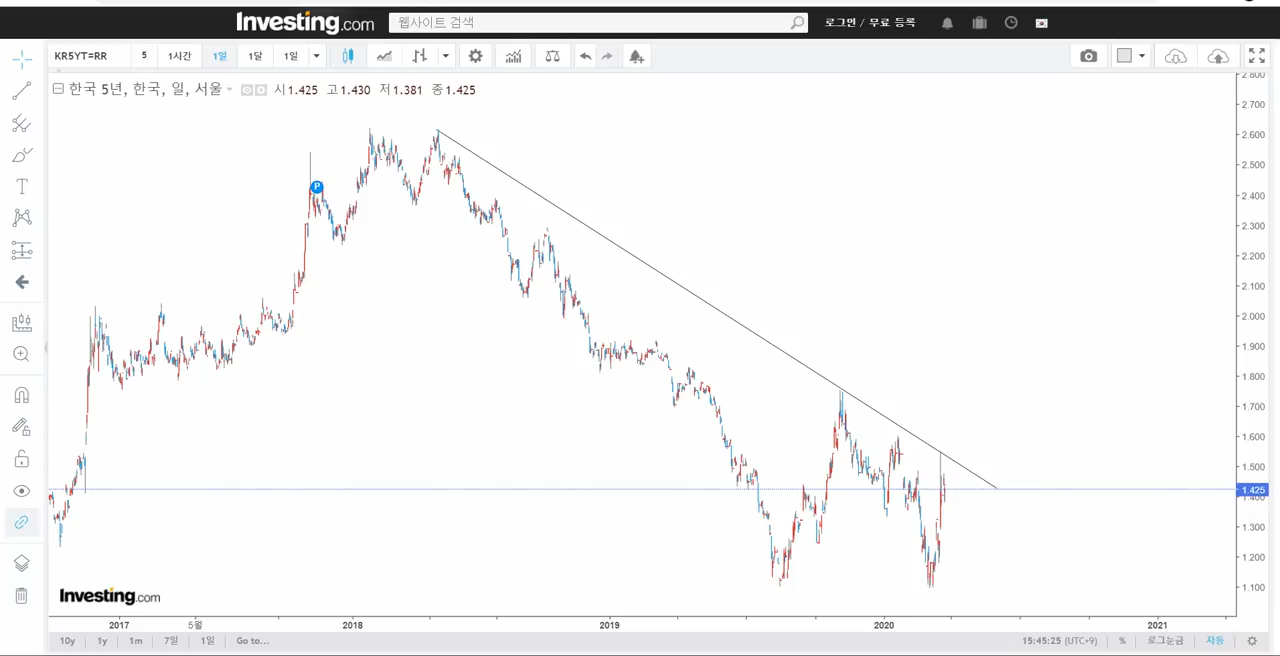 Investing.com 웹사이트 검색 로그인 / 무료 등록
KR5YT=RR 5 1시간 1일 1달 1일
한국 5년, 한국, 일, 서울 시1.425 고1.430 저1.381 종1.425
P
2.800
2.700
2.600
2.500
2.400
2.300
2.200
2.100
2.000
1.900
1.800
1.700
1.600
1.500
1.425
1.400
1.300
1.200
1.100
Investing.com
2017 5월 2018 2019 2020 2021
10y 1y 1m 7일 1일 Go to... 15:45:25 (UTC+9) % 로그눈금 자동